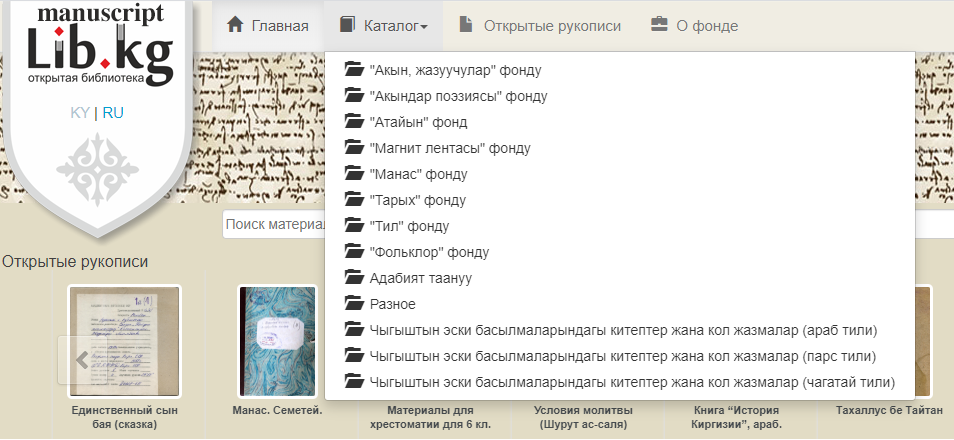 manuscript
Lib.kg
открытая библиотека
KY | RU
Главная
Каталог
Открытые рукописи
О фонде
"Акын, жазуучулар" фонду
"Акындар поэзиясы" фонду
"Атайын" фонд
"Магнит лентасы" фонду
"Манас" фонду
"Тарых" фонду
"Тил" фонду
"Фольклор" фонду
Адабият таануу
Разное
Чыгыштын эски басылмаларындагы китептер жана кол жазмалар (араб тили)
Чыгыштын эски басылмаларындагы китептер жана кол жазмалар (парс тили)
Чыгыштын эски басылмаларындагы китептер жана кол жазмалар (чагатай тили)
Поиск
Открытые рукописи
Единственный сын
бая (сказка)
Манас. Семетей.
Материалы для
хрестоматии для 6 кл.
Условия молитвы
(Шурут ас-саля)
Книга “История
Киргизии”, араб.
Тахаллус бе Тайтан